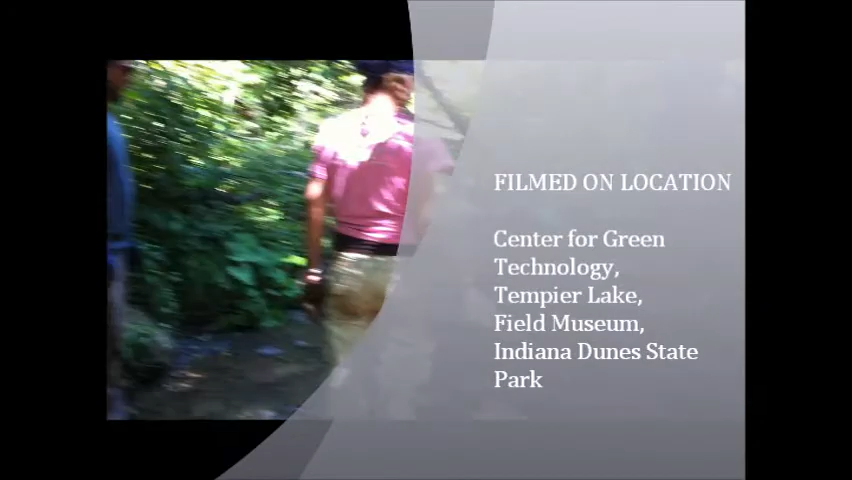 FILMED ON LOCATION
Center for Green
Technology,
Tempier Lake,
Field Museum,
Indiana Dunes State
Park